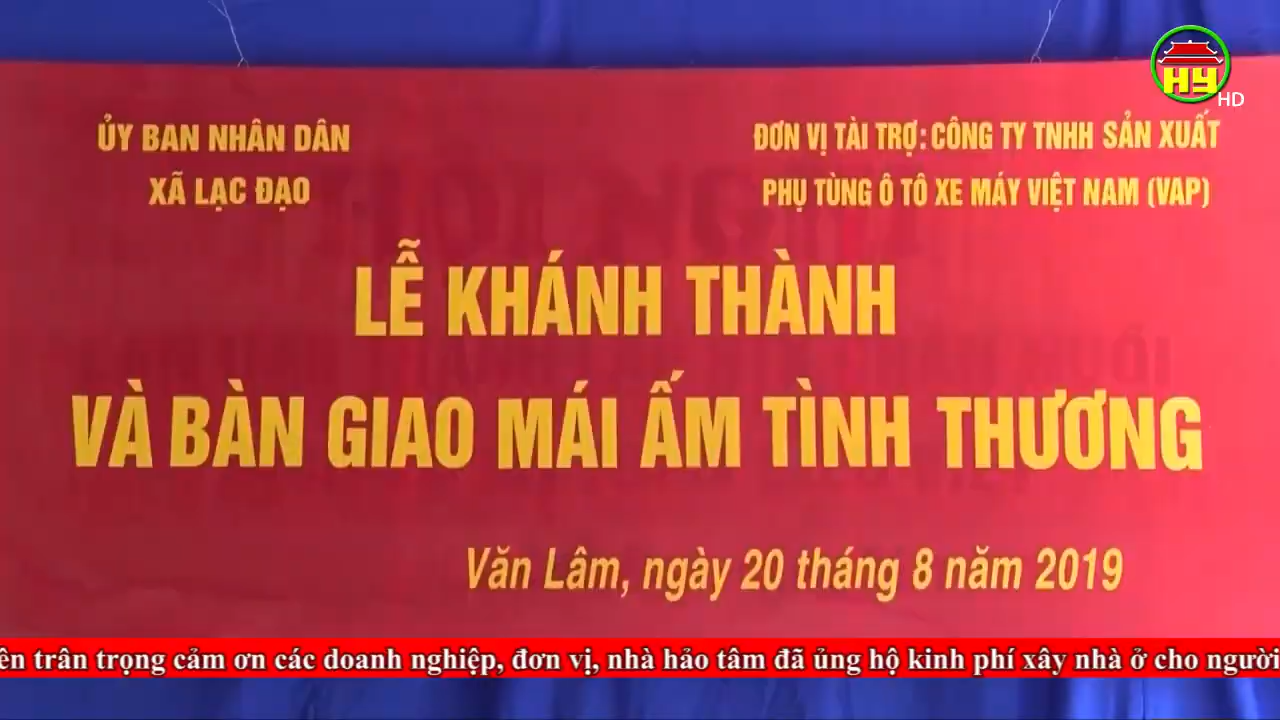 HY
HD
ỦY BAN NHÂN DÂN
XÃ LẠC ĐẠO
ĐƠN VỊ TÀI TRỢ: CÔNG TY TNHH SẢN XUẤT
PHỤ TÙNG Ô TÔ XE MÁY VIỆT NAM (VAP)
LỄ KHÁNH THÀNH
VÀ BÀN GIAO MÁI ẤM TÌNH THƯƠNG
Văn Lâm, ngày 20 tháng 8 năm 2019
ên trân trọng cảm ơn các doanh nghiệp, đơn vị, nhà hảo tâm đã ủng hộ kinh phí xây nhà ở cho người